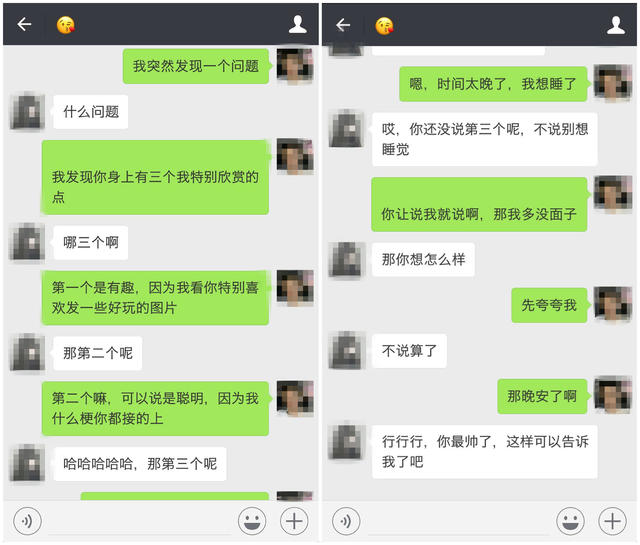 我突然发现一个问题
什么问题
我发现你身上有三个我特别欣赏的
点
哪三个啊
第一个是有趣，因为我看你特别喜
欢发一些好玩的图片
那第二个呢
第二个嘛，可以说是聪明，因为我
什么梗你都接的上
哈哈哈哈哈，那第三个呢
嗯，时间太晚了，我想睡了
哎，你还没说第三个呢，不说别想
睡觉
你让说我就说啊，那我多没面子
那你想怎么样
先夸夸我
不说算了
那晚安了啊
行行行，你最帅了，这样可以告诉
我了吧